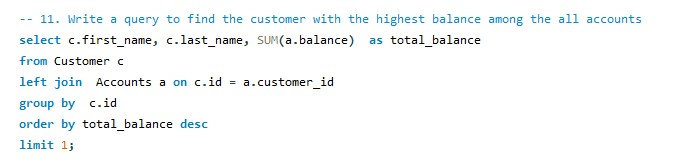 -- 11. Write a query to find the customer with the highest balance among the all accounts
select c.first_name, c.last_name, SUM(a.balance)  as total_balance
from Customer c
left join  Accounts a on c.id = a.customer_id
group by  c.id
order by total_balance desc
limit 1;